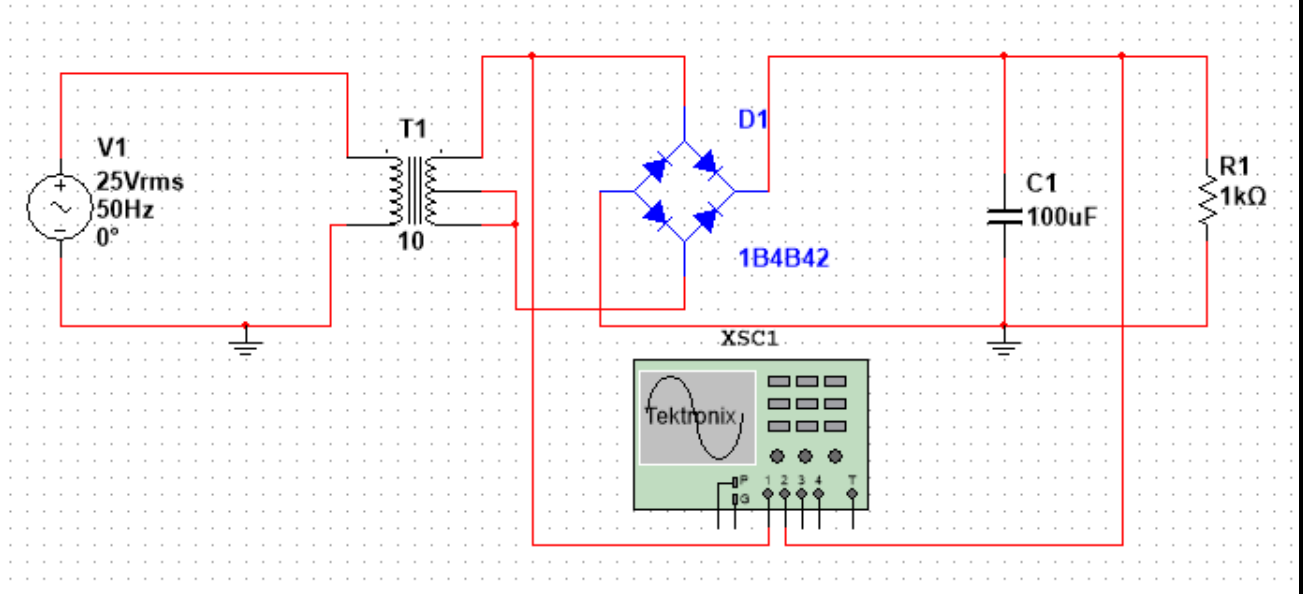 V1
25Vrms
50Hz
0°
T1
10
D1
1B4B42
C1
100uF
R1
1kΩ
XSC1
Tektronix
P
G
1 2 3 4 T